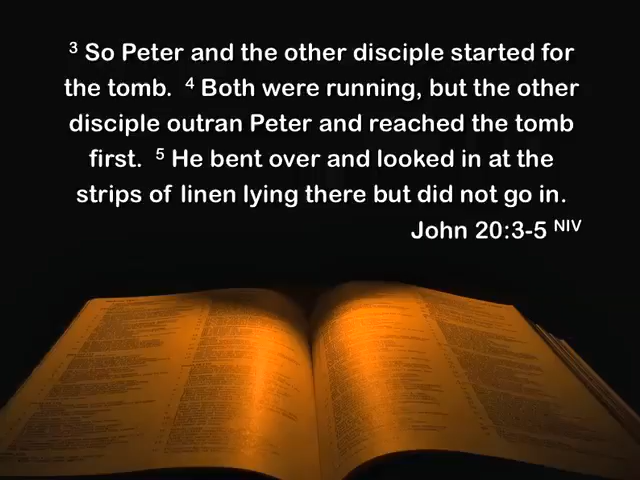 ³ So Peter and the other disciple started for
the tomb. ⁴ Both were running, but the other
disciple outran Peter and reached the tomb
first. ⁵ He bent over and looked in at the
strips of linen lying there but did not go in.
John 20:3-5 NIV